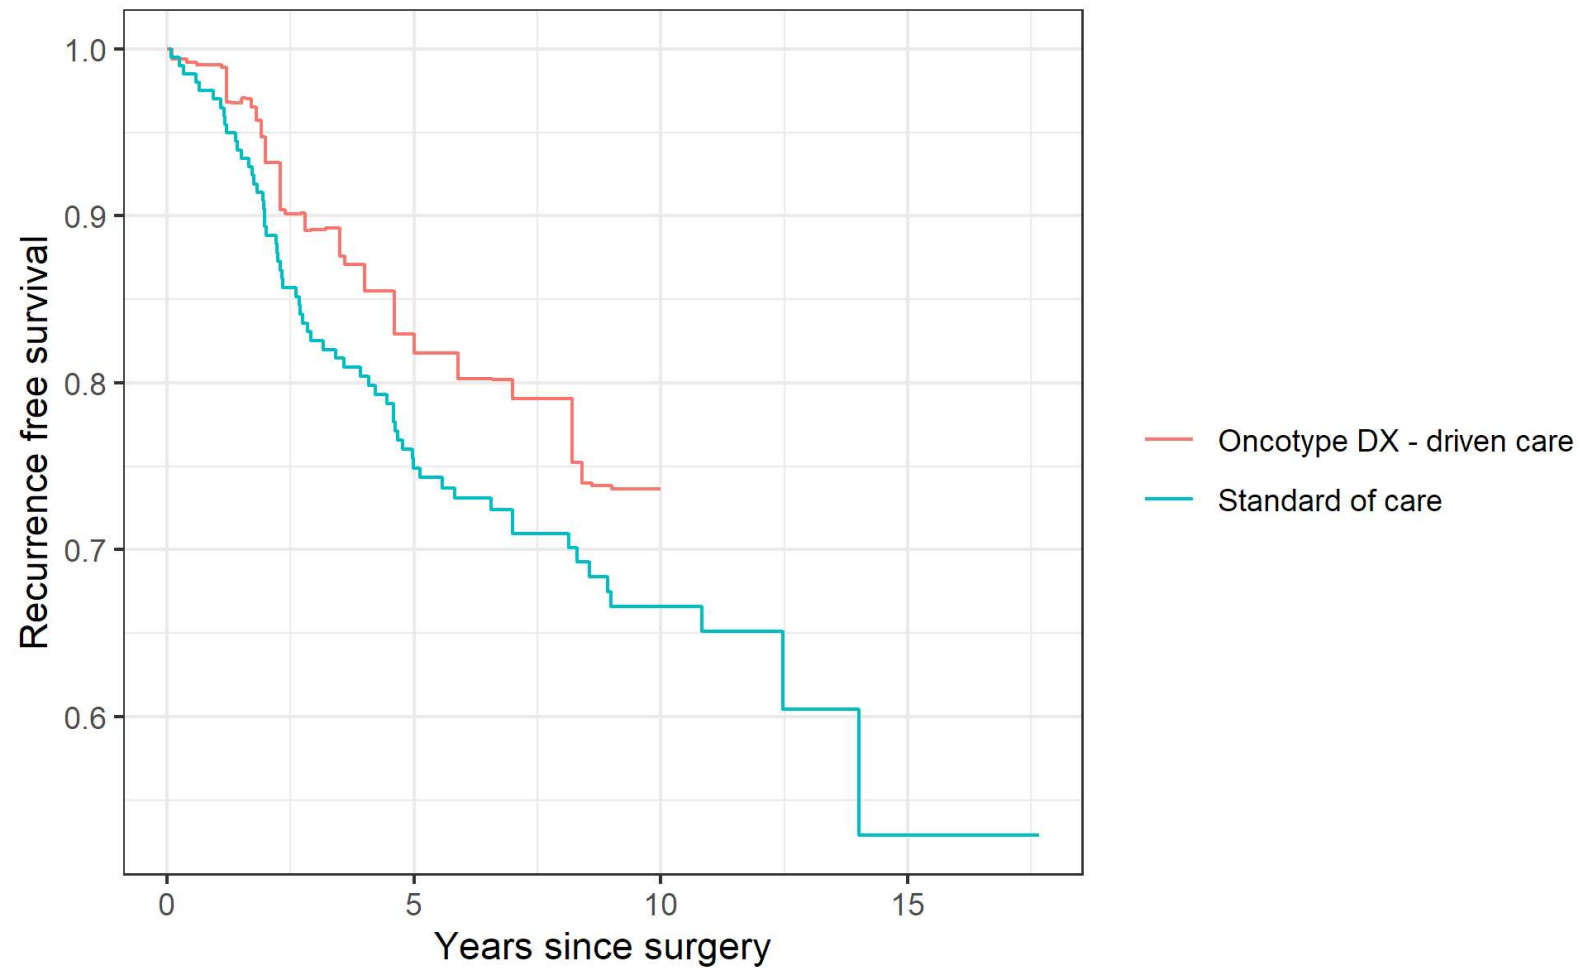 1.0
0.9
0.8
0.7
0.6
Recurrence free survival
0
5
10
15
Years since surgery
Oncotype DX - driven care
Standard of care